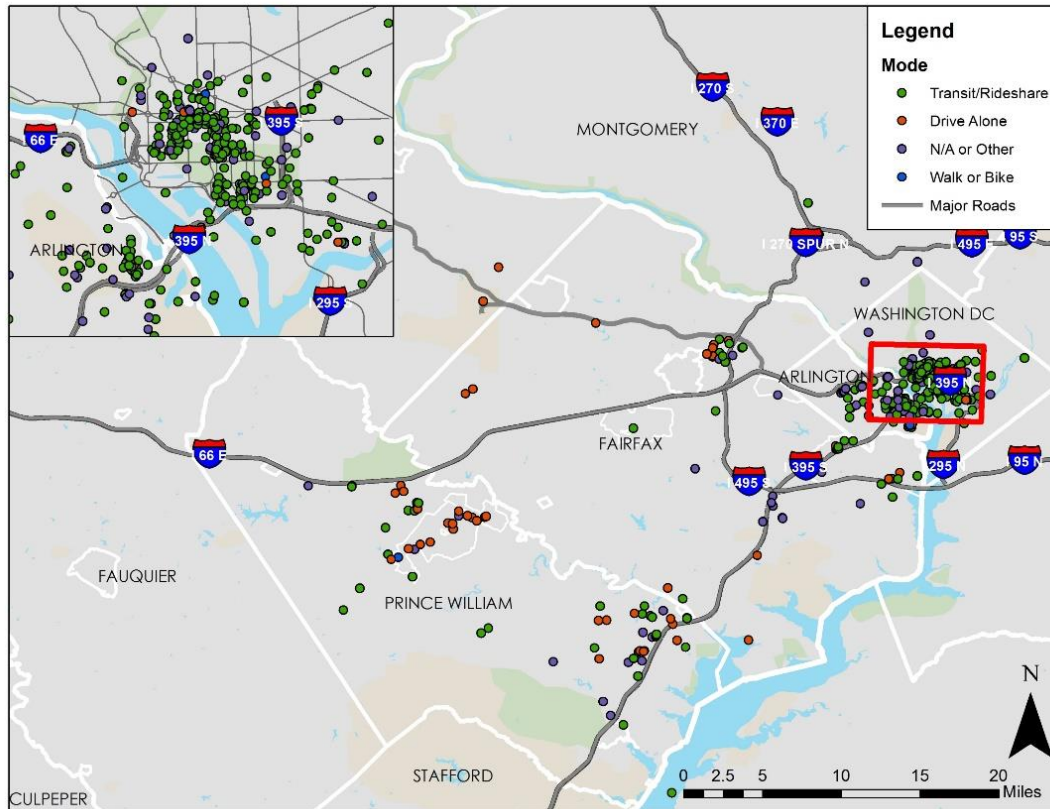 Legend
Mode
Transit/Rideshare
Drive Alone
N/A or Other
Walk or Bike
Major Roads
I 270 S
MONTGOMERY
370 E
395 S
66 E
ARLINGTON
395 N
I 270 SPUR N
I 495 E
95 S
I 295 S
WASHINGTON DC
ARLINGTON
I 395 N
FAIRFAX
66 E
I 495 S
I 395 S
I 295 N
95 N
FAUQUIER
PRINCE WILLIAM
N
STAFFORD
0 2.5 5 10 15 20
Miles
CULPEPER